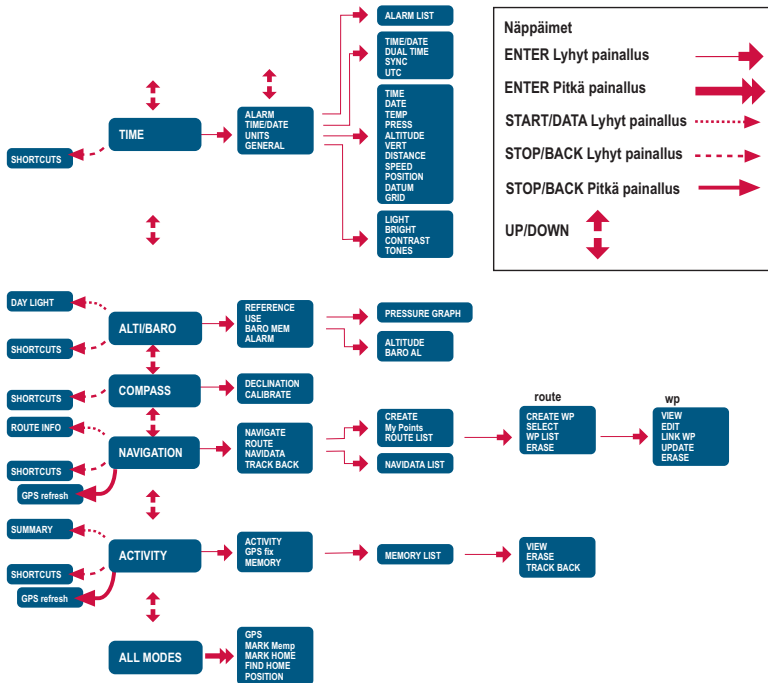 ALARM LIST
TIME/DATE
DUAL TIME
SYNC
UTC
TIME
SHORTCUTS
ALARM
TIME/DATE
UNITS
GENERAL
TIME
DATE
TEMP
PRESS
ALTITUDE
VERT
DISTANCE
SPEED
POSITION
DATUM
GRID
LIGHT
BRIGHT
CONTRAST
TONES
Näppäimet
ENTER Lyhyt painallus
ENTER Pitkä painallus
START/DATA Lyhyt painallus
STOP/BACK Lyhyt painallus
STOP/BACK Pitkä painallus
UP/DOWN
DAY LIGHT
SHORTCUTS
ALTI/BARO
REFERENCE
USE
BARO MEM
ALARM
PRESSURE GRAPH
ALTITUDE
BARO AL
SHORTCUTS
COMPASS
DECLINATION
CALIBRATE
ROUTE INFO
SHORTCUTS
GPS refresh
NAVIGATION
NAVIGATE
ROUTE
NAVIDATA
TRACK BACK
CREATE
My Points
ROUTE LIST
NAVIDATA LIST
route
CREATE WP
SELECT
WP LIST
ERASE
wp
VIEW
EDIT
LINK WP
UPDATE
ERASE
SUMMARY
SHORTCUTS
GPS refresh
ACTIVITY
ACTIVITY
GPS fix
MEMORY
MEMORY LIST
VIEW
ERASE
TRACK BACK
ALL MODES
GPS
MARK Memp
MARK HOME
FIND HOME
POSITION